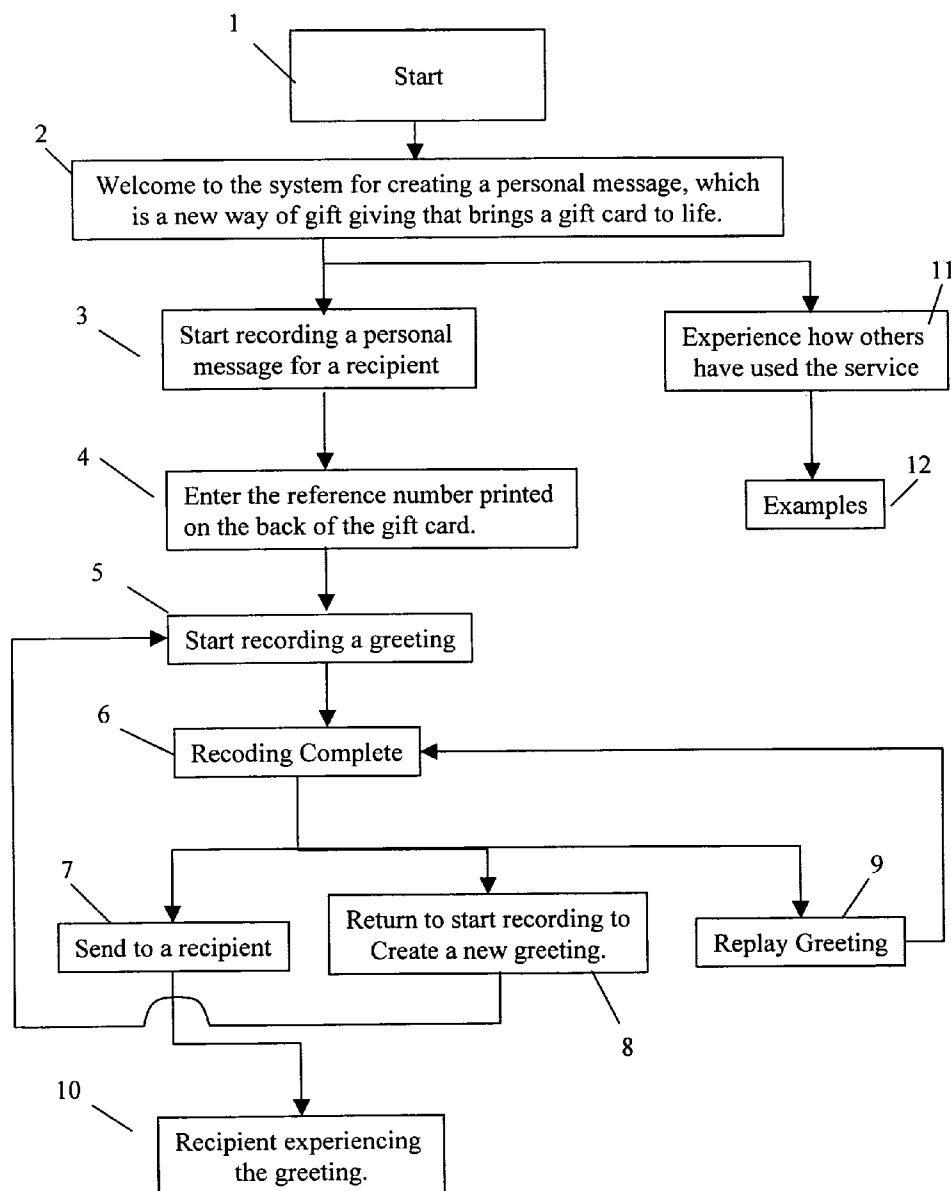 1
Start
2
Welcome to the system for creating a personal message, which
is a new way of gift giving that brings a gift card to life.
3
Start recording a personal
message for a recipient
11
Experience how others
have used the service
4
Enter the reference number printed
on the back of the gift card.
12
Examples
5
Start recording a greeting
6
Recoding Complete
7
Send to a recipient
Return to start recording to
Create a new greeting.
8
9
Replay Greeting
10
Recipient experiencing
the greeting.